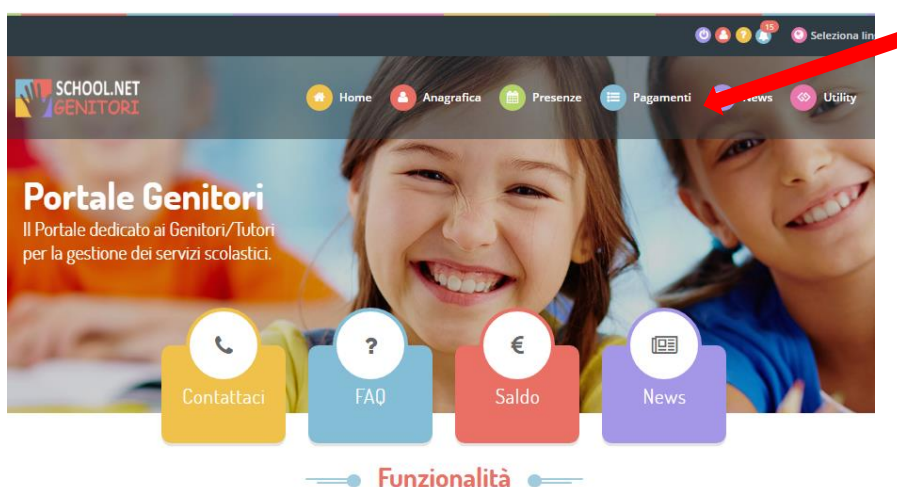 15
Seleziona lin
SCHOOL.NET
GENITORI
Home Anagrafica Presenze Pagamenti News Utility
Portale Genitori
Il Portale dedicato ai Genitori/Tutori
per la gestione dei servizi scolastici.
?
€
Contattaci FAQ Saldo News
Funzionalità